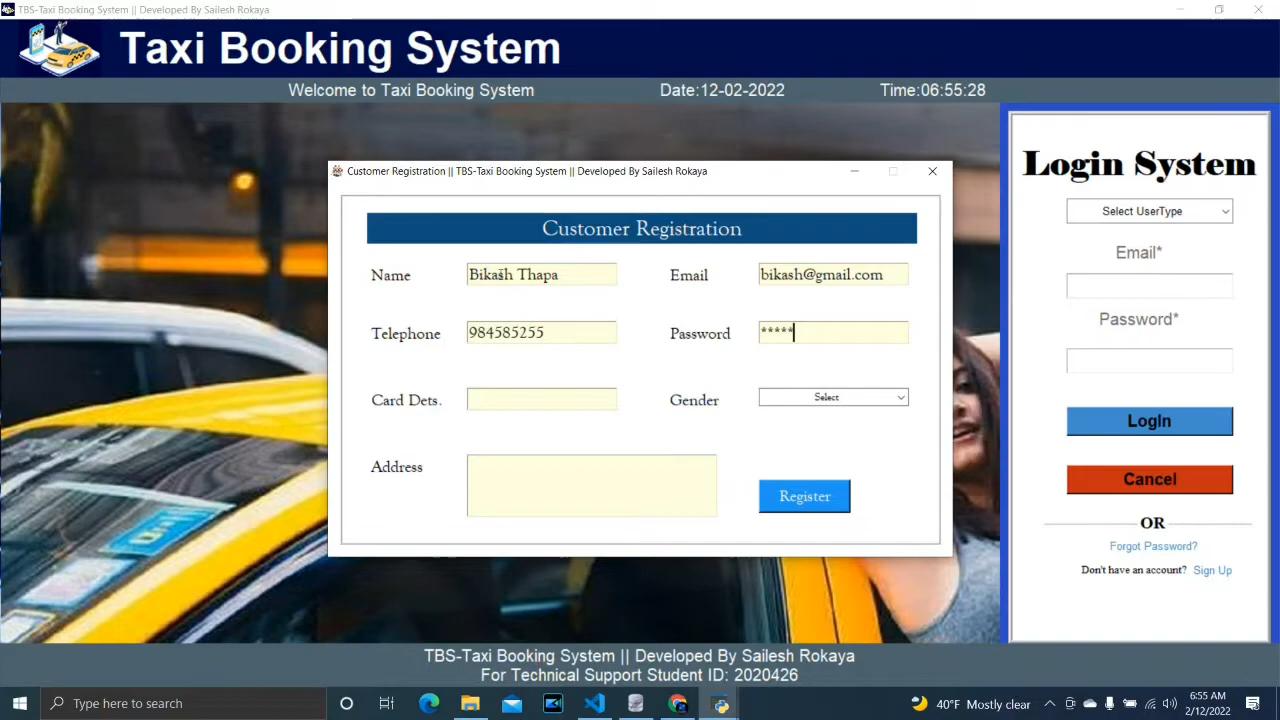 TBS-Taxi Booking System || Developed By Sailesh Rokaya
Taxi Booking System
Welcome to Taxi Booking System
Date:12-02-2022
Time:06:55:28
Customer Registration || TBS-Taxi Booking System || Developed By Sailesh Rokaya
Customer Registration
Name
Bikash Thapa
Email
bikash@gmail.com
Telephone
984585255
Password
*****
Card Dets.
Gender
Select
Address
Register
Login System
Select UserType
Email*
Password*
LogIn
Cancel
OR
Forgot Password?
Don't have an account? Sign Up
TBS-Taxi Booking System || Developed By Sailesh Rokaya
For Technical Support Student ID: 2020426
Type here to search
40°F Mostly clear
6:55 AM
2/12/2022